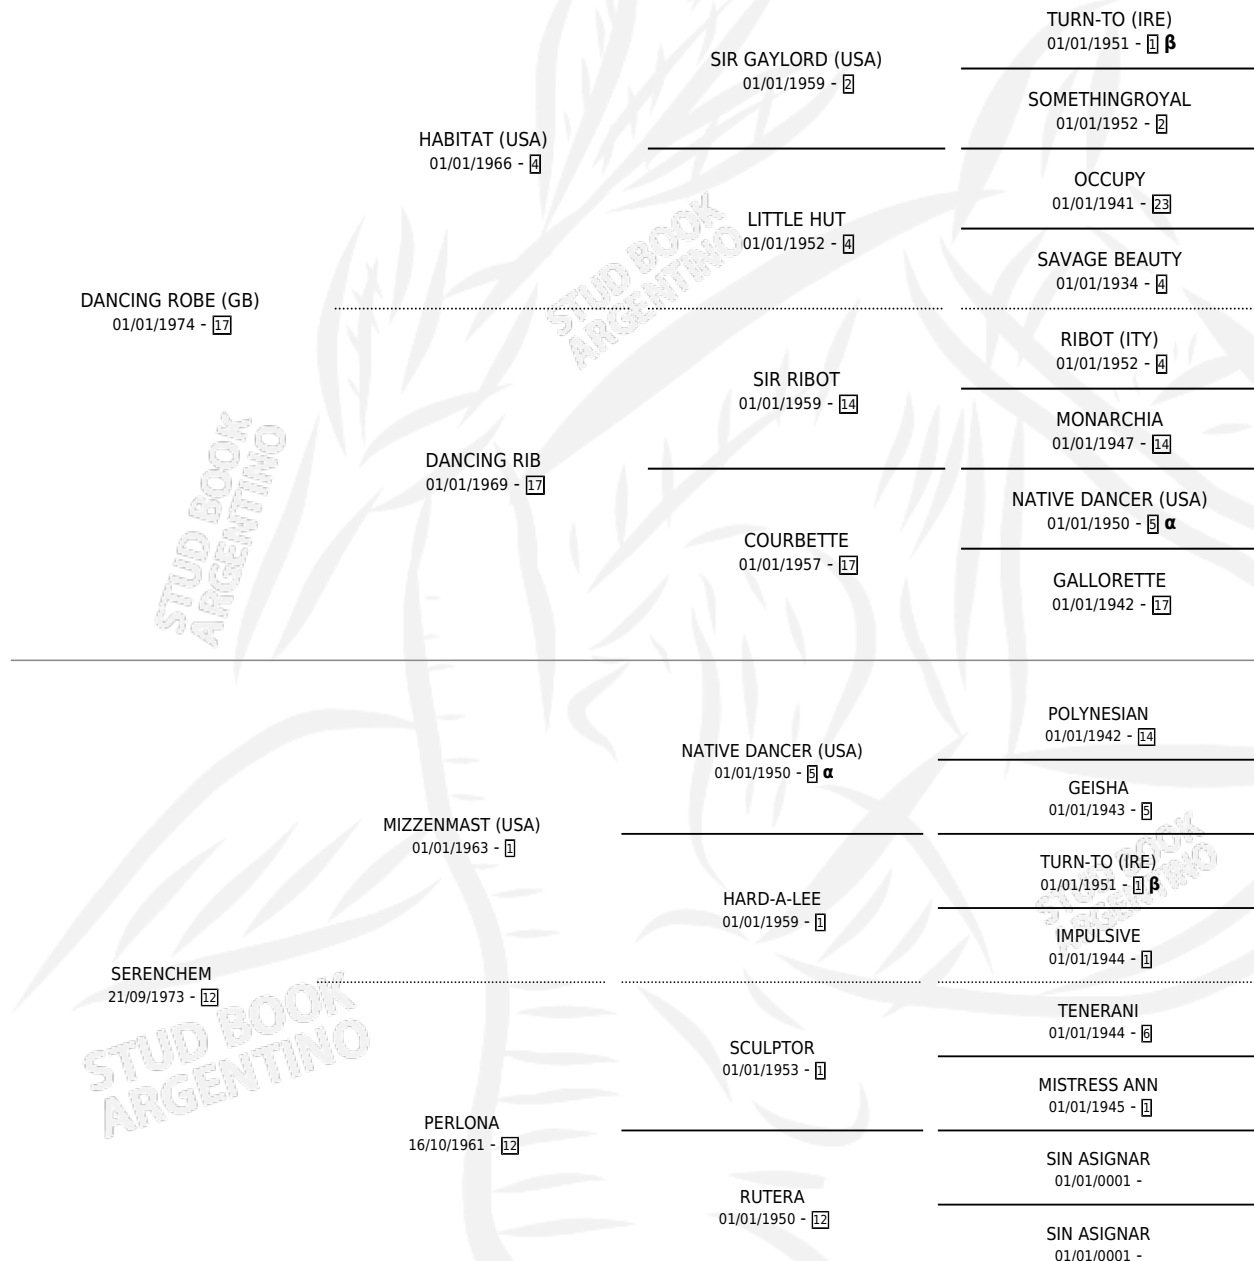 TURN-TO (IRE)
01/01/1951 - 1 β
SIR GAYLORD (USA)
01/01/1959 - 2
SOMETHINGROYAL
01/01/1952 - 2
HABITAT (USA)
01/01/1966 - 4
OCCUPY
01/01/1941 - 23
LITTLE HUT
01/01/1952 - 4
SAVAGE BEAUTY
01/01/1934 - 4
STUD BOOK
ARGENTINO
DANCING ROBE (GB)
01/01/1974 - 17
RIBOT (ITY)
01/01/1952 - 4
SIR RIBOT
01/01/1959 - 14
MONARCHIA
01/01/1947 - 14
DANCING RIB
01/01/1969 - 17
NATIVE DANCER (USA)
01/01/1950 - 5 α
COURBETTE
01/01/1957 - 17
GALLORETTE
01/01/1942 - 17
STUD BOOK
ARGENTINO
POLYNESIAN
01/01/1942 - 14
NATIVE DANCER (USA)
01/01/1950 - 5 α
GEISHA
01/01/1943 - 5
MIZZENMAST (USA)
01/01/1963 - 1
TURN-TO (IRE)
01/01/1951 - 1 β
HARD-A-LEE
01/01/1959 - 1
IMPULSIVE
01/01/1944 - 1
STUD BOOK
ARGENTINO
SERENCHEM
21/09/1973 - 12
TENERANI
01/01/1944 - 6
SCULPTOR
01/01/1953 - 1
MISTRESS ANN
01/01/1945 - 1
PERLONA
16/10/1961 - 12
SIN ASIGNAR
01/01/0001 -
RUTERA
01/01/1950 - 12
SIN ASIGNAR
01/01/0001 -
STUD BOOK
ARGENTINO